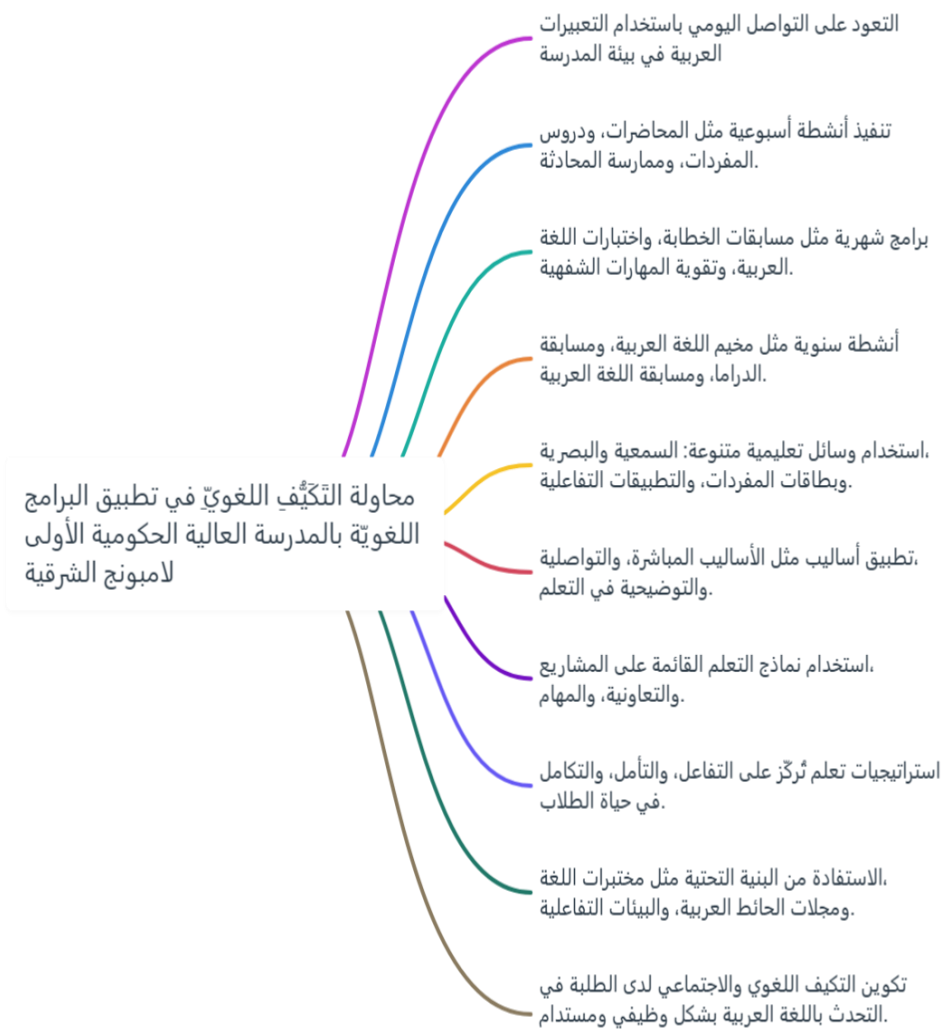 محاولة التَكَيُّفِ اللغويِّ في تطبيق البرامج
اللغويّة بالمدرسة العالية الحكومية الأولى
لامبونج الشرقية
التعود على التواصل اليومي باستخدام التعبيرات
العربية في بيئة المدرسة
تنفيذ أنشطة أسبوعية مثل المحاضرات، ودروس
المفردات، وممارسة المحادثة.
برامج شهرية مثل مسابقات الخطابة، واختبارات اللغة
العربية، وتقوية المهارات الشفهية.
أنشطة سنوية مثل مخيم اللغة العربية، ومسابقة
الدراما، ومسابقة اللغة العربية.
استخدام وسائل تعليمية متنوعة: السمعية والبصرية،
وبطاقات المفردات، والتطبيقات التفاعلية.
تطبيق أساليب مثل الأساليب المباشرة، والتواصلية،
والتوضيحية في التعلم.
استخدام نماذج التعلم القائمة على المشاريع،
والتعاونية، والمهام.
استراتيجيات تعلم تُركّز على التفاعل، والتأمل، والتكامل
في حياة الطلاب.
الاستفادة من البنية التحتية مثل مختبرات اللغة،
ومجلات الحائط العربية، والبيئات التفاعلية.
تكوين التكيف اللغوي والاجتماعي لدى الطلبة في
التحدث باللغة العربية بشكل وظيفي ومستدام.